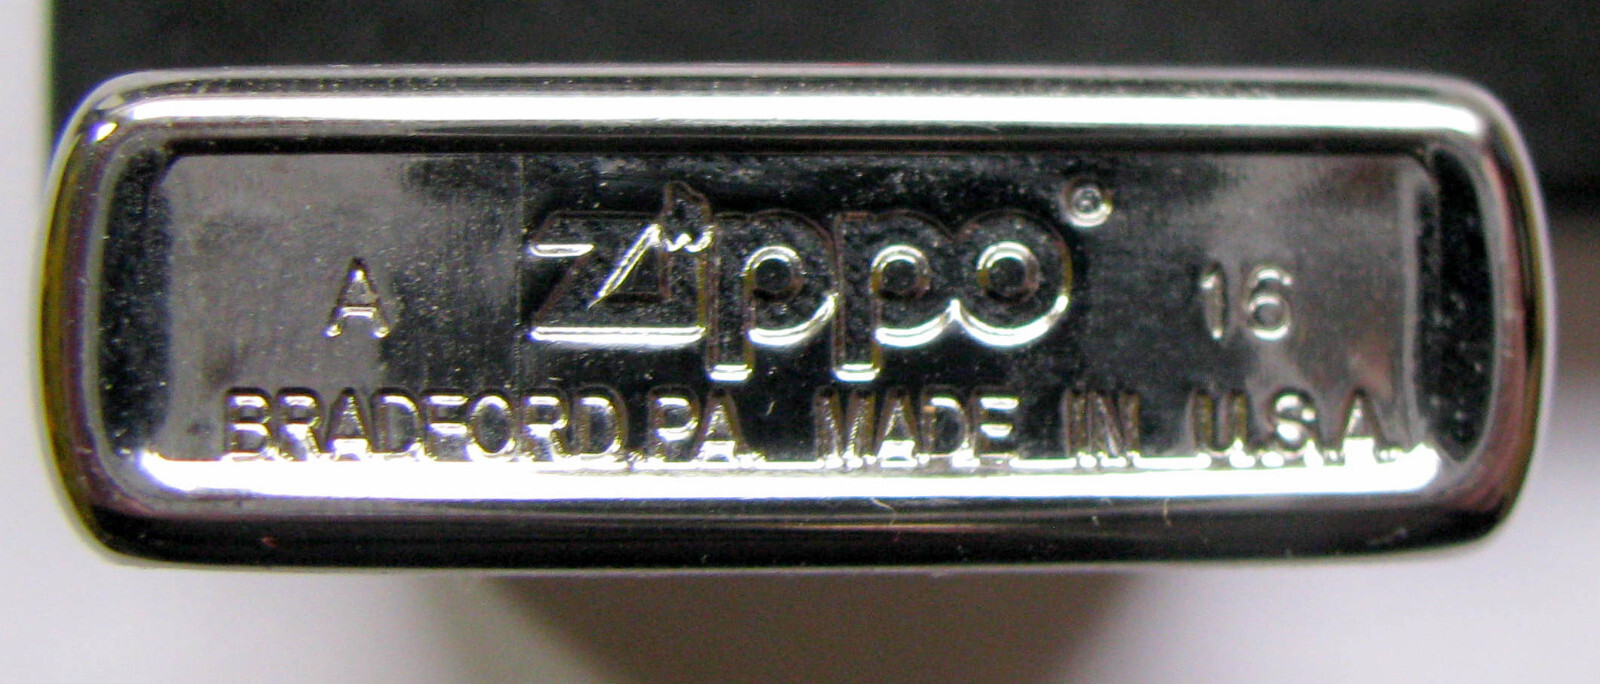 A zippo® 16
BRADFORD,PA. MADE IN U.S.A.